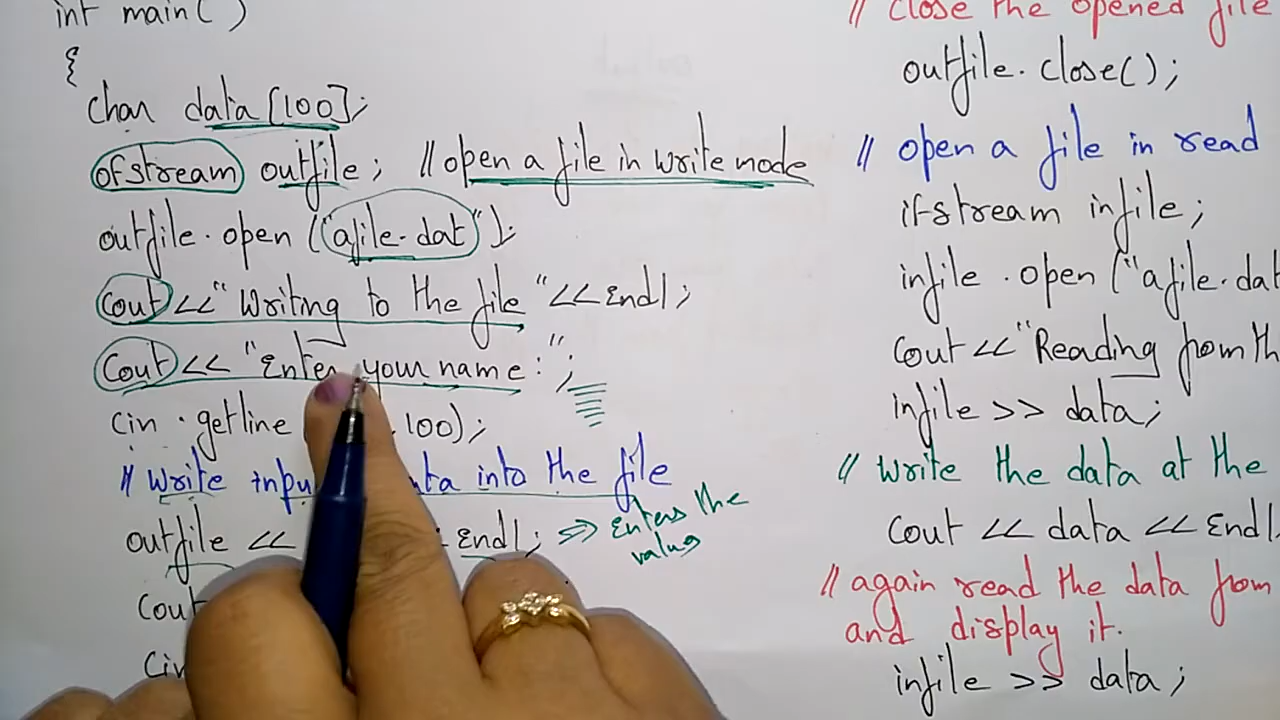 int main( )
{
char data [100];
ofstream outfile; // open a file in write mode
outfile.open ("afile.dat");
cout << "Writing to the file" << endl;
cout << "Enter your name:";
cin.getline ( , 100);
// Write into the file
outfile << endl; => Enters the value
cout
cin
// close the opened file
outfile.close();
// open a file in read
ifstream infile;
infile.open ("afile.dat
cout << "Reading from th
infile >> data;
// write the data at the
cout << data << endl
// again read the data from
and display it.
infile >> data;